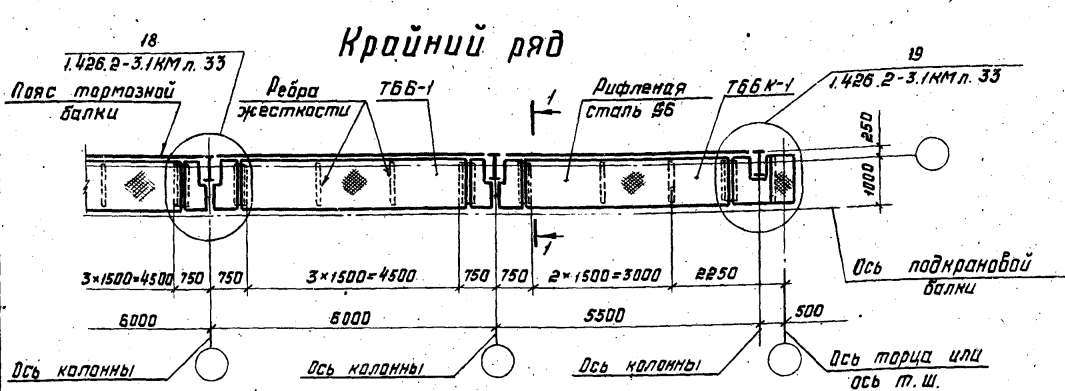 Крайний ряд
18
1.426.2-3.1КМ л. 33
19
1.426.2-3.1КМ л. 33
Пояс тормозной
балки
Ребра
жесткости
ТБ6-1
1
Рифленая
сталь δ6
ТБ6К-1
250
1000
1
3×1500=4500
750
750
3×1500=4500
750
750
2×1500=3000
2250
Ось подкрановой
балки
6000
6000
5500
500
Ось колонны
Ось колонны
Ось колонны
Ось торца или
ось т.ш.